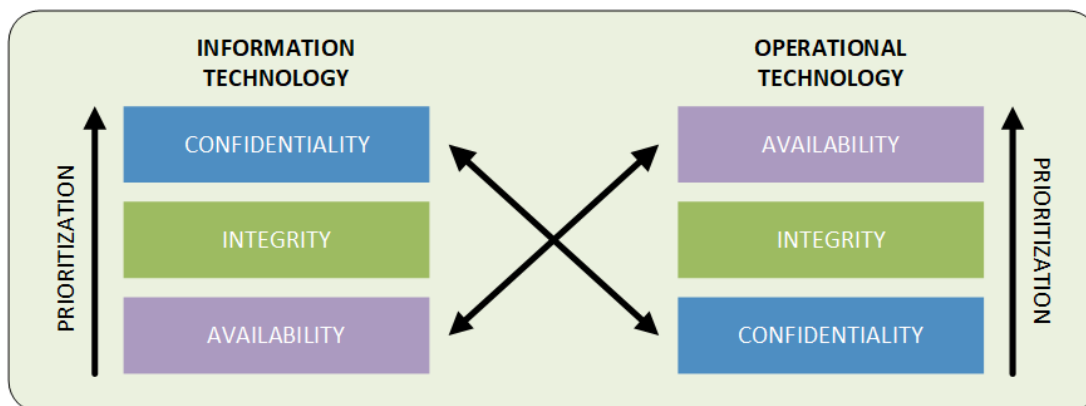 INFORMATION
TECHNOLOGY
PRIORITIZATION
CONFIDENTIALITY
INTEGRITY
AVAILABILITY
OPERATIONAL
TECHNOLOGY
AVAILABILITY
INTEGRITY
CONFIDENTIALITY
PRIORITIZATION